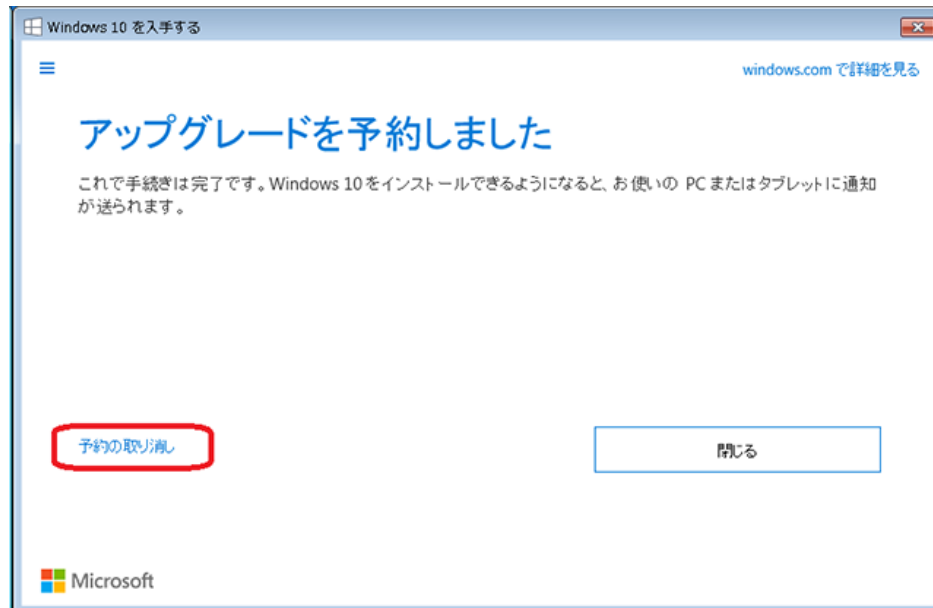 Windows 10 を入手する
windows.com で詳細を見る
アップグレードを予約しました
これで手続きは完了です。Windows 10をインストールできるようになると、お使いの PC またはタブレットに通知
が送られます。
予約の取り消し
閉じる
Microsoft